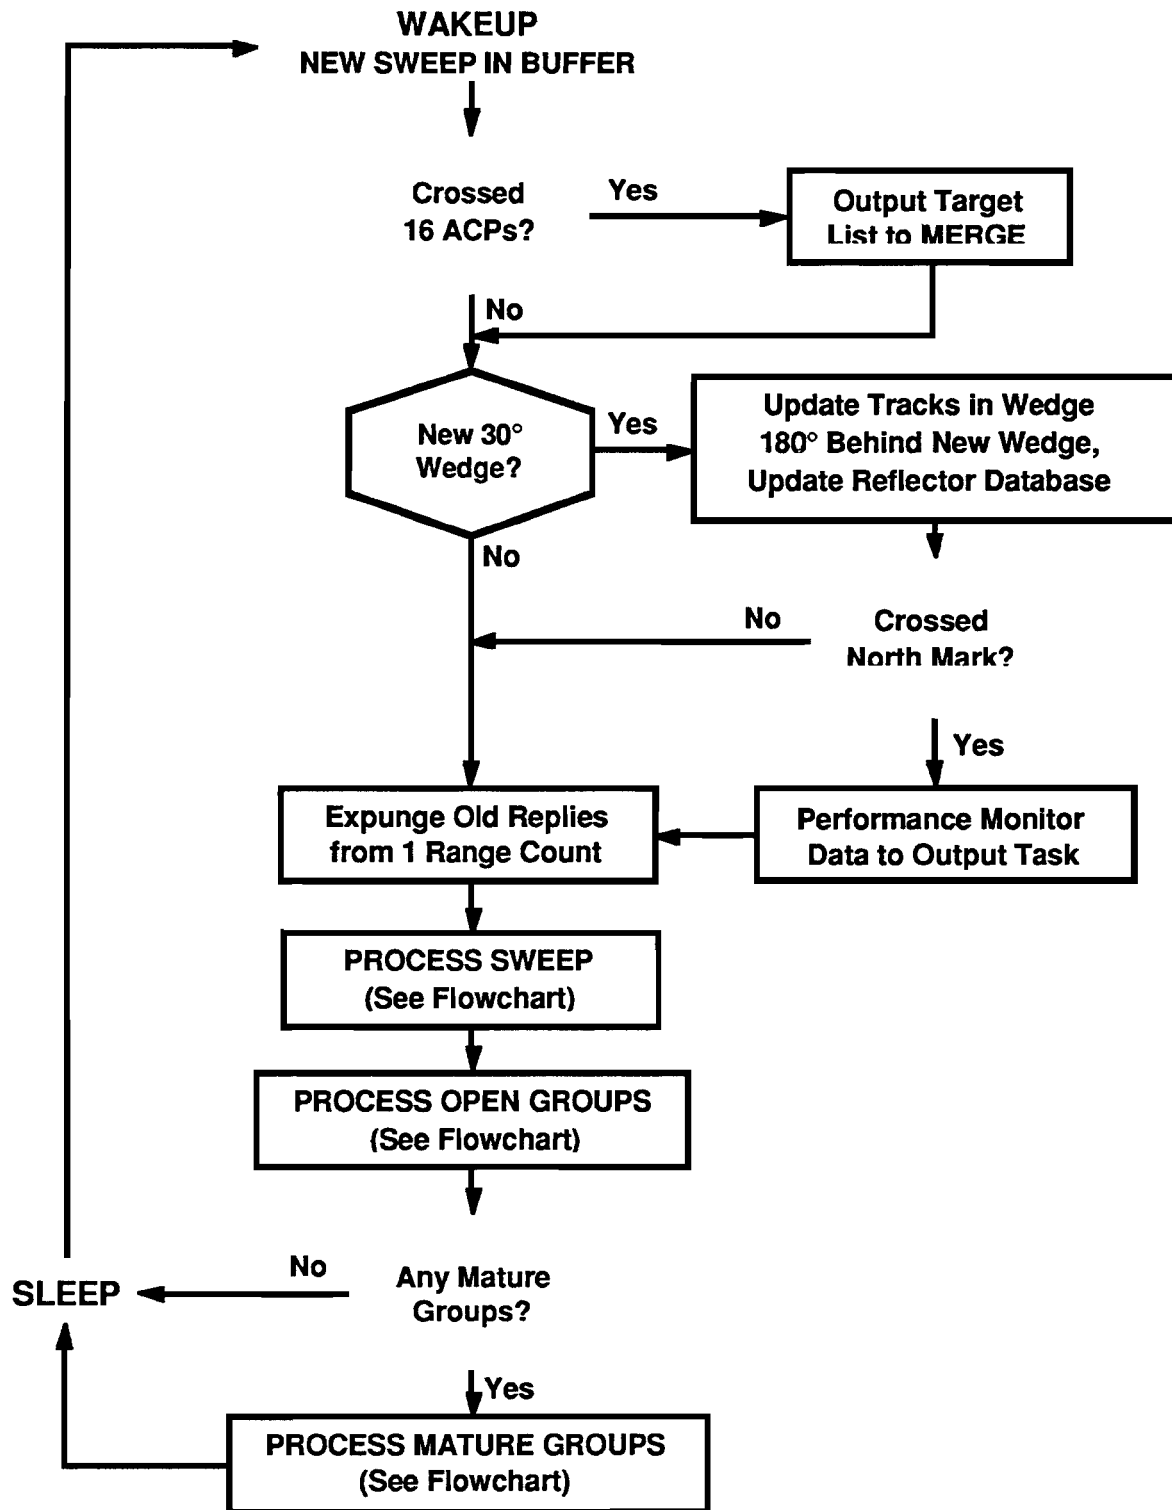 WAKEUP
NEW SWEEP IN BUFFER
Crossed
16 ACPs?
Yes
Output Target
List to MERGE
No
New 30°
Wedge?
Yes
Update Tracks in Wedge
180° Behind New Wedge,
Update Reflector Database
No
No
Crossed
North Mark?
Yes
Expunge Old Replies
from 1 Range Count
Performance Monitor
Data to Output Task
PROCESS SWEEP
(See Flowchart)
PROCESS OPEN GROUPS
(See Flowchart)
SLEEP
No
Any Mature
Groups?
Yes
PROCESS MATURE GROUPS
(See Flowchart)